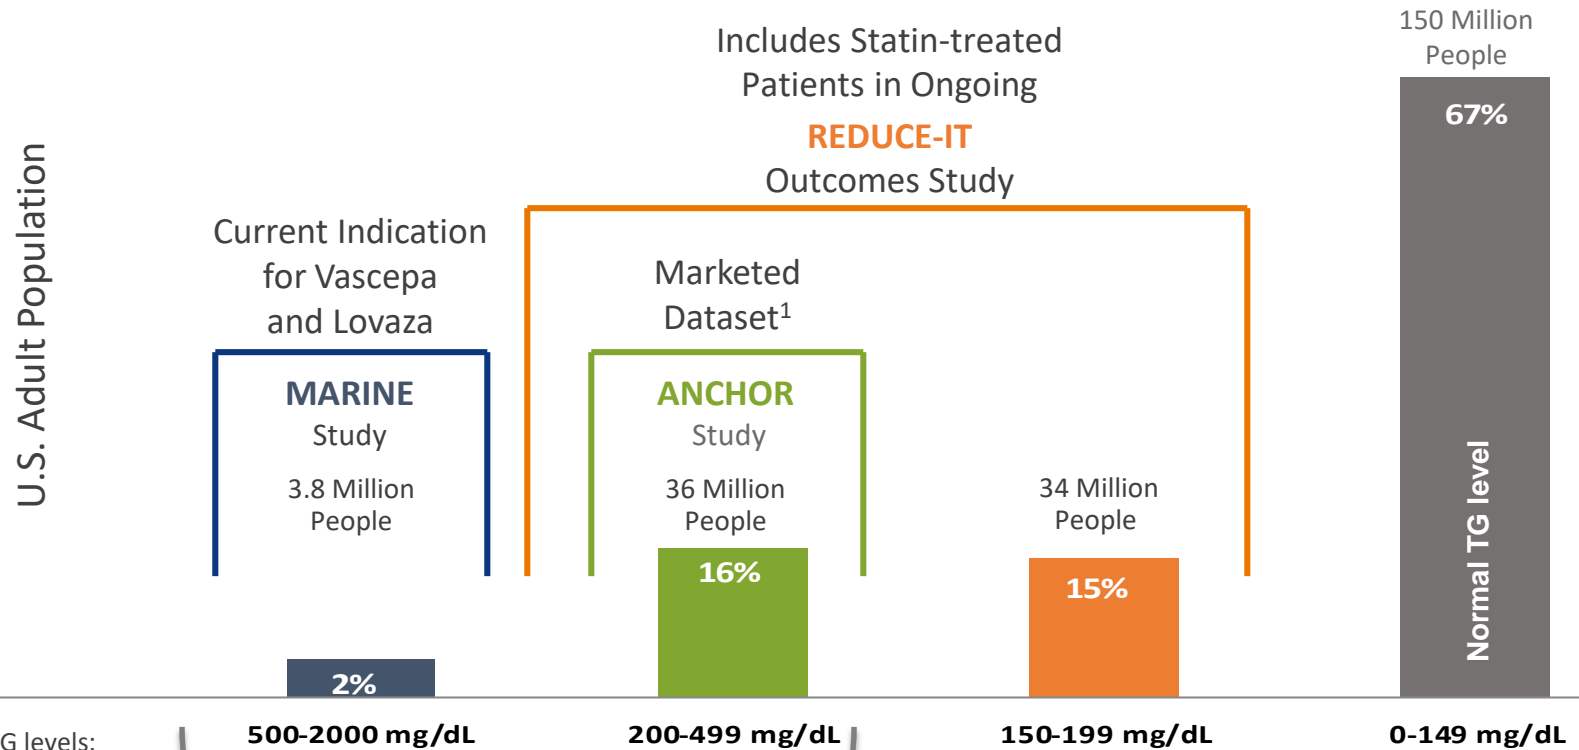 U.S. Adult Population
Current Indication
for Vascepa
and Lovaza
MARINE
Study
3.8 Million
People
2%
Includes Statin-treated
Patients in Ongoing
REDUCE-IT
Outcomes Study
Marketed
Dataset¹
ANCHOR
Study
36 Million
People
16%
34 Million
People
15%
150 Million
People
67%
Normal TG level
G levels:
500-2000 mg/dL
200-499 mg/dL
150-199 mg/dL
0-149 mg/dL